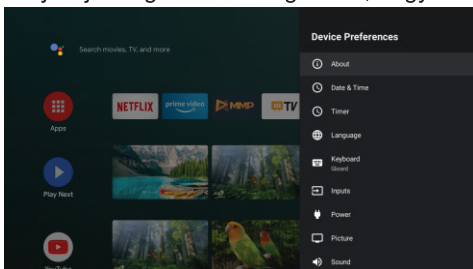 Device Preferences
Search movies, TV, and more
About
Date & Time
Timer
NETFLIX
prime video
MMP
TV
Apps
Language
Keyboard
Gboard
Inputs
Play Next
Power
Picture
Sound
YouTube